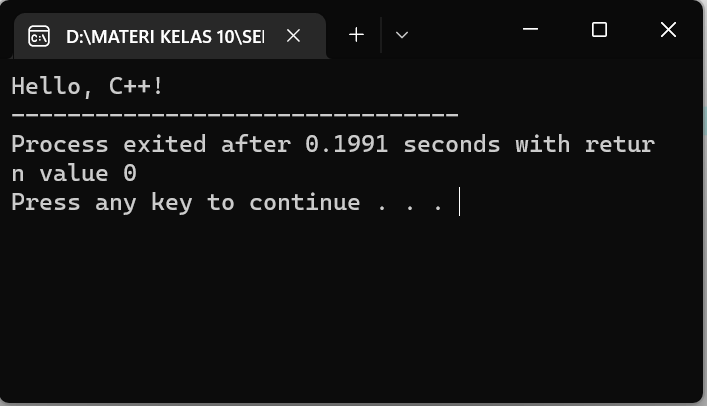 D:\MATERI KELAS 10\SEI
Hello, C++!
--------------------------------
Process exited after 0.1991 seconds with retur
n value 0
Press any key to continue . . .